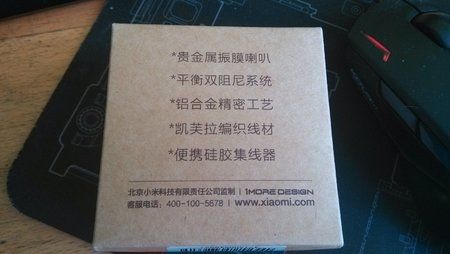 *贵金属振膜喇叭
*平衡双阻尼系统
*铝合金精密工艺
*凯芙拉编织线材
*便携硅胶集线器
北京小米科技有限责任公司监制 | 1MORE DESIGN
客服电话：400-100-5678 | www.xiaomi.com